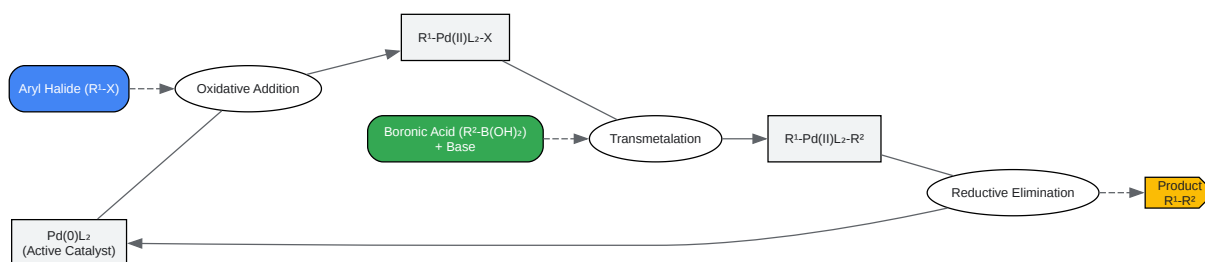 R¹-Pd(II)L₂-X
Aryl Halide (R¹-X)
Oxidative Addition
Boronic Acid (R²-B(OH)₂)
+ Base
Transmetalation
R¹-Pd(II)L₂-R²
Reductive Elimination
Product
R¹-R²
Pd(0)L₂
(Active Catalyst)